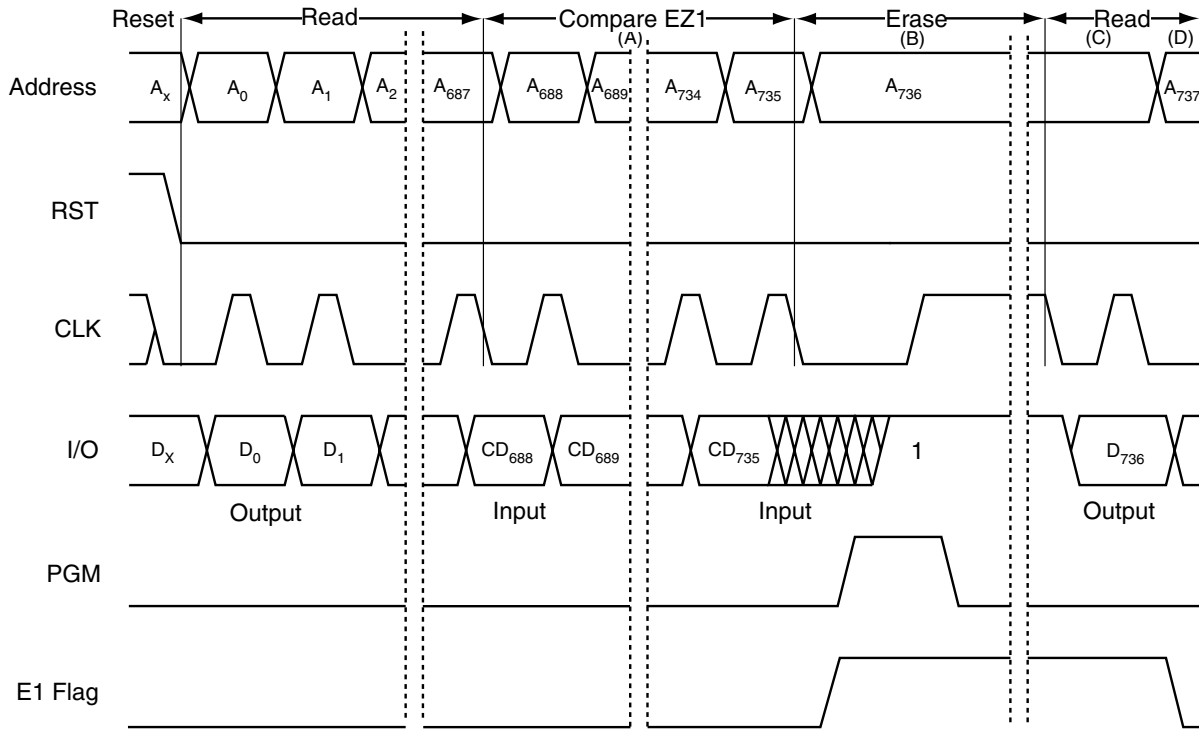 Reset Read Compare EZ1 Erase Read
(A) (B) (C) (D)
Address AX A0 A1 A2 A687 A688 A689 A734 A735 A736 A737
RST
CLK
I/O DX D0 D1 CD688 CD689 CD735 1 D736
Output Input Input Output
PGM
E1 Flag